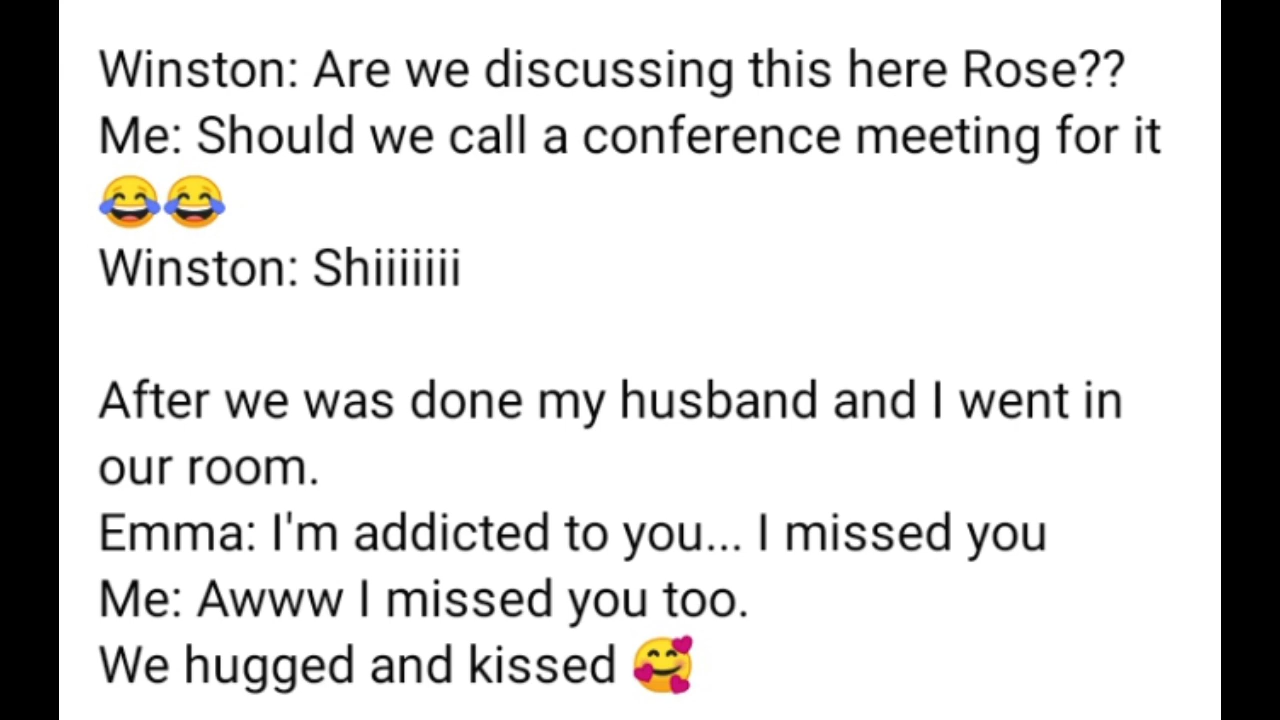 Winston: Are we discussing this here Rose??
Me: Should we call a conference meeting for it
😂😂
Winston: Shiiiiiii
After we was done my husband and I went in
our room.
Emma: I'm addicted to you... I missed you
Me: Awww I missed you too.
We hugged and kissed 🥰